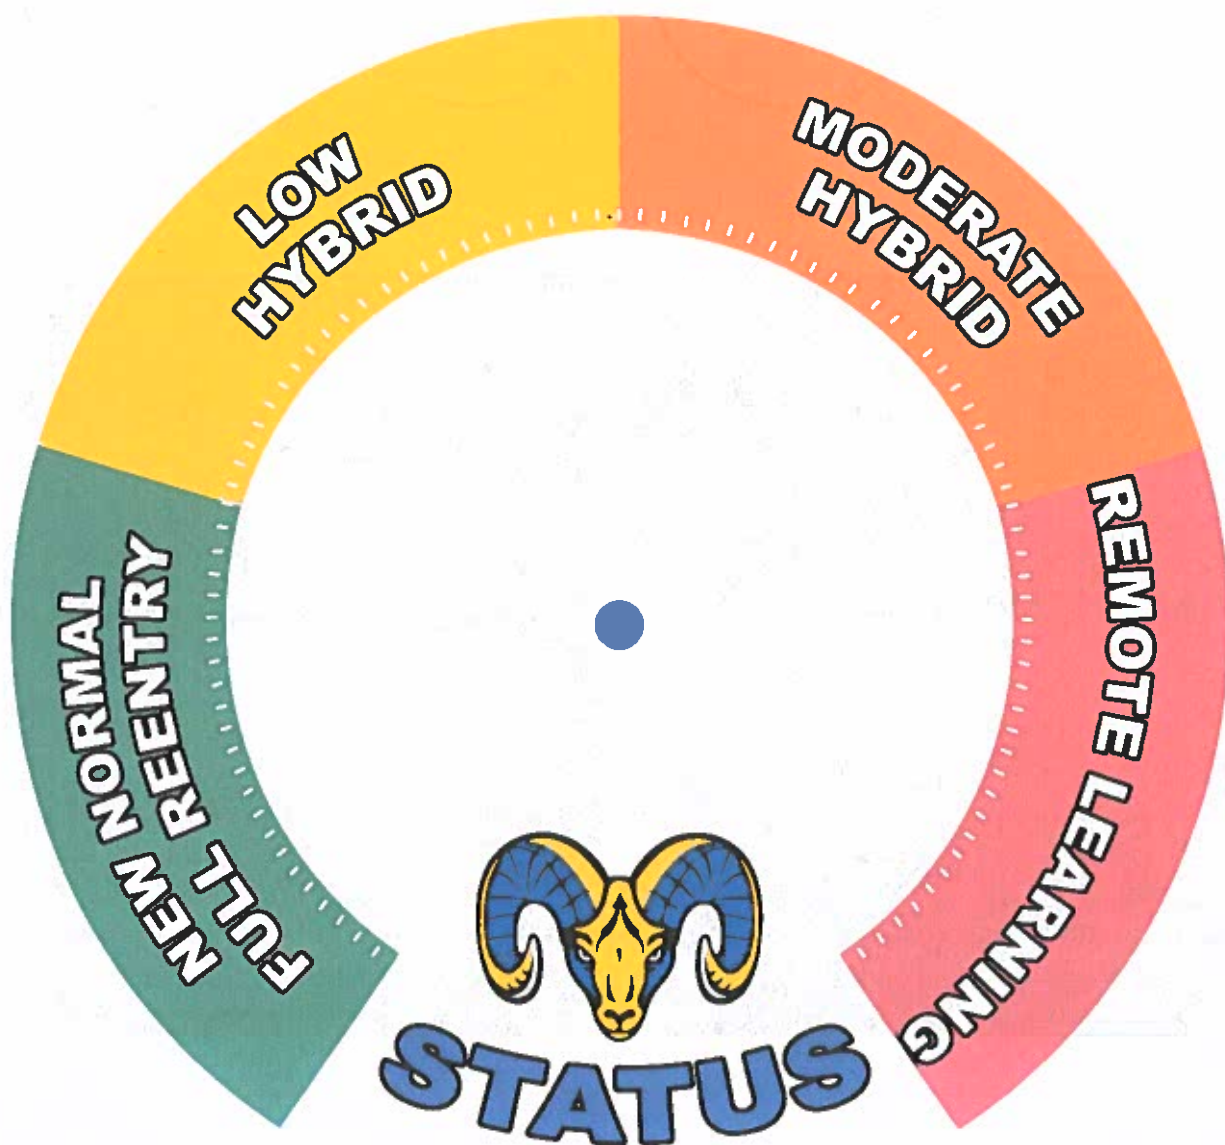 LOW
HYBRID
MODERATE
HYBRID
NEW NORMAL
FULL REENTRY
REMOTE LEARNING
STATUS